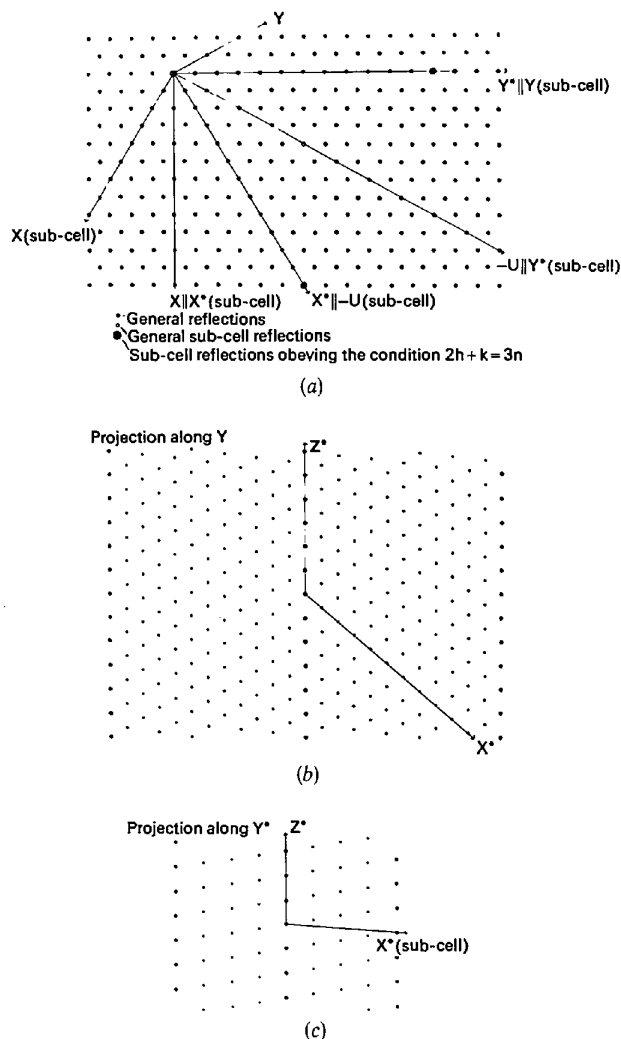 Y
Y*||Y(sub-cell)
X(sub-cell)
-U||Y*(sub-cell)
X||X*(sub-cell)
X*||-U(sub-cell)
General reflections
General sub-cell reflections
Sub-cell reflections obeying the condition 2h + k = 3n
(a)
Projection along Y
Z*
X*
(b)
Projection along Y*
Z*
X*(sub-cell)
(c)